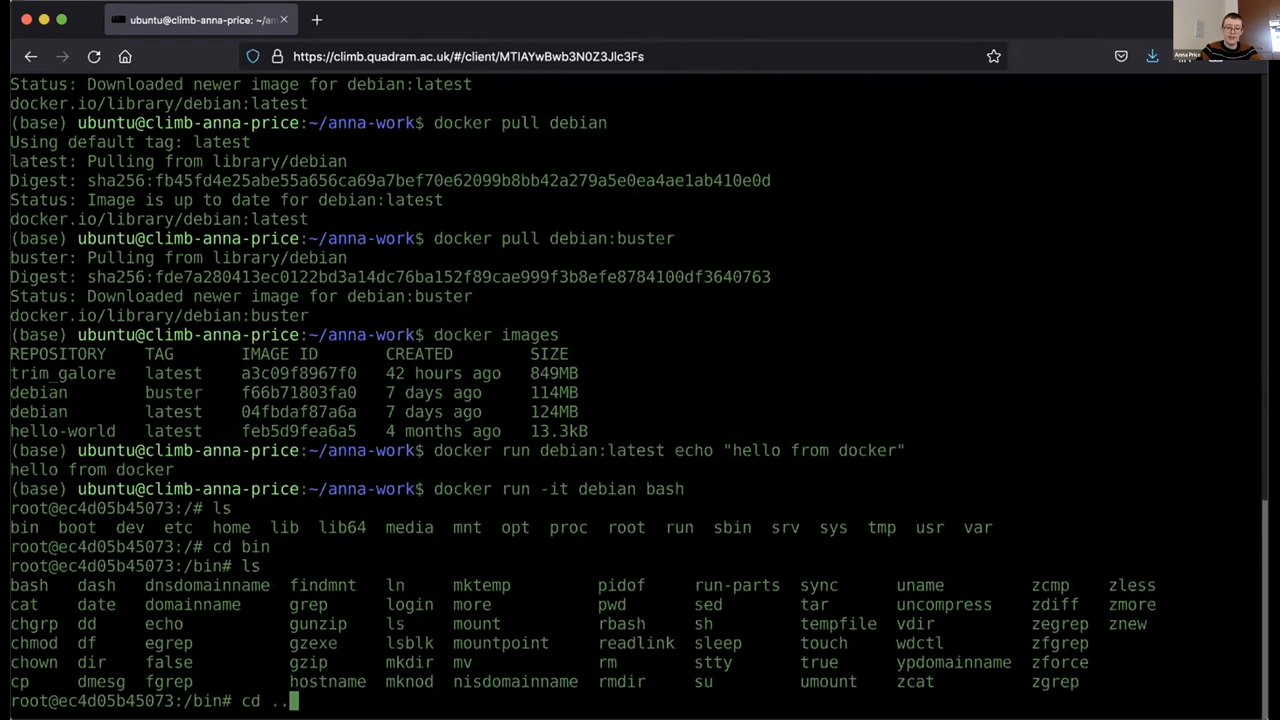 ubuntu@climb-anna-price: ~/an
https://climb.quadram.ac.uk/#/client/MTIAYwBwb3N0Z3Jlc3Fs
Anna Price
Status: Downloaded newer image for debian:latest
docker.io/library/debian:latest
(base) ubuntu@climb-anna-price:~/anna-work$ docker pull debian
Using default tag: latest
latest: Pulling from library/debian
Digest: sha256:fb45fd4e25abe55a656ca69a7bef70e62099b8bb42a279a5e0ea4ae1ab410e0d
Status: Image is up to date for debian:latest
docker.io/library/debian:latest
(base) ubuntu@climb-anna-price:~/anna-work$ docker pull debian:buster
buster: Pulling from library/debian
Digest: sha256:fde7a280413ec0122bd3a14dc76ba152f89cae999f3b8efe8784100df3640763
Status: Downloaded newer image for debian:buster
docker.io/library/debian:buster
(base) ubuntu@climb-anna-price:~/anna-work$ docker images
REPOSITORY TAG IMAGE ID CREATED SIZE
trim_galore latest a3c09f8967f0 42 hours ago 849MB
debian buster f66b71803fa0 7 days ago 114MB
debian latest 04fbdaf87a6a 7 days ago 124MB
hello-world latest feb5d9fea6a5 4 months ago 13.3kB
(base) ubuntu@climb-anna-price:~/anna-work$ docker run debian:latest echo "hello from docker"
hello from docker
(base) ubuntu@climb-anna-price:~/anna-work$ docker run -it debian bash
root@ec4d05b45073:/# ls
bin boot dev etc home lib lib64 media mnt opt proc root run sbin srv sys tmp usr var
root@ec4d05b45073:/# cd bin
root@ec4d05b45073:/bin# ls
bash dash dnsdomainname findmnt ln mktemp pidof run-parts sync uname zcmp zless
cat date domainname grep login more pwd sed tar uncompress zdiff zmore
chgrp dd echo gunzip ls mount rbash sh tempfile vdir zegrep znew
chmod df egrep gzexe lsblk mountpoint readlink sleep touch wdctl zfgrep
chown dir false gzip mkdir mv rm stty true ypdomainname zforce
cp dmesg fgrep hostname mknod nisdomainname rmdir su umount zcat zgrep
root@ec4d05b45073:/bin# cd ..